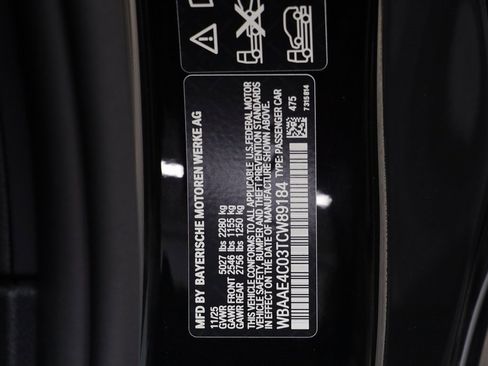 MFD BY BAYERISCHE MOTOREN WERKE AG
11/25
GVWR 5027 lbs 2280 kg
GAWR FRONT 2546 lbs 1155 kg
GAWR REAR 2756 lbs 1250 kg
THIS VEHICLE CONFORMS TO ALL APPLICABLE U.S. FEDERAL MOTOR
VEHICLE SAFETY, BUMPER AND THEFT PREVENTION STANDARDS
IN EFFECT ON THE DATE OF MANUFACTURE SHOWN ABOVE.
WBAAE4C03TCW89184 TYPE: PASSENGER CAR
475
7 315 814